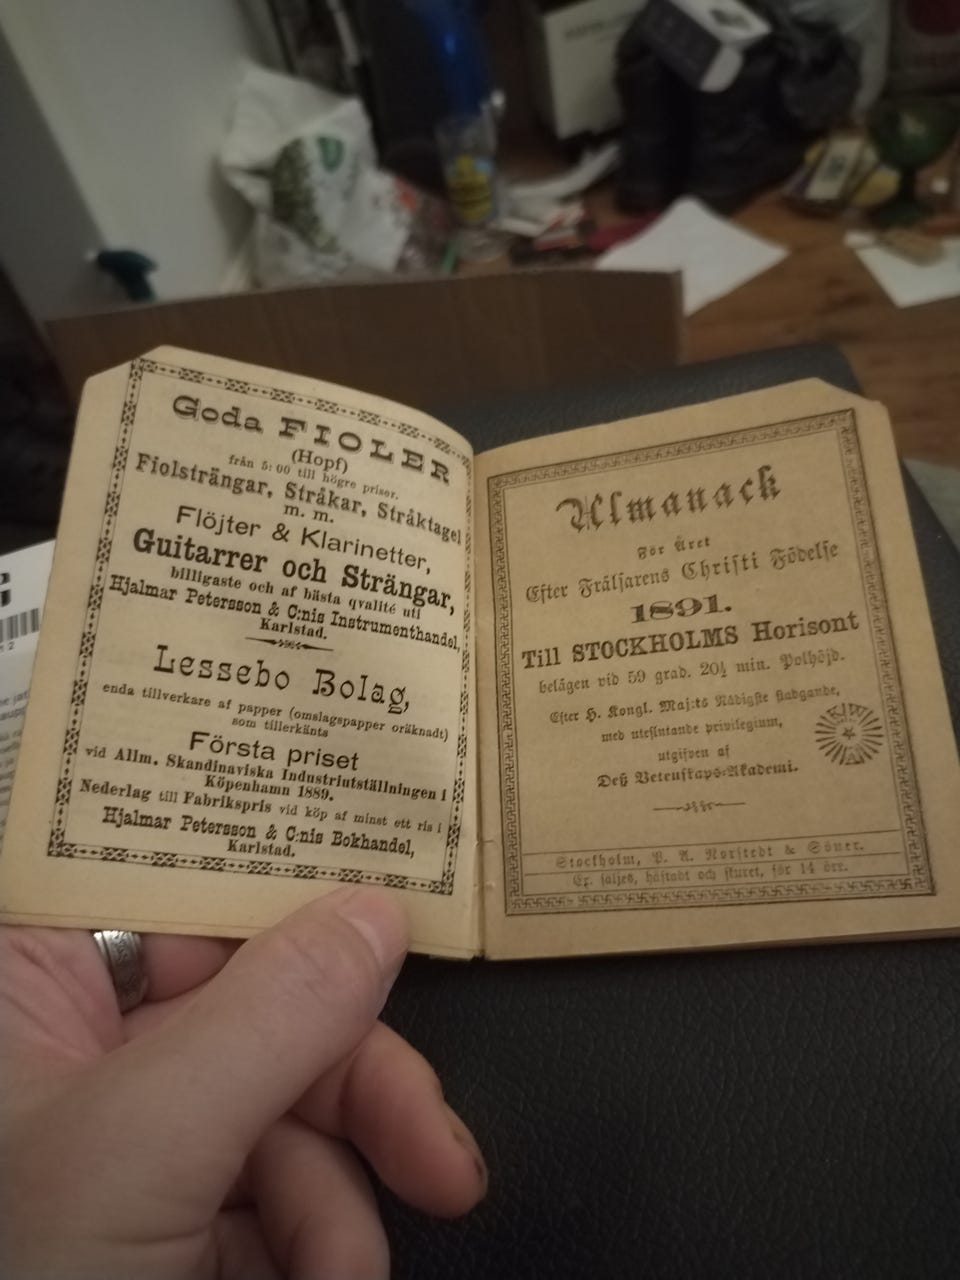 Goda FIOLER
(Hopf)
från 5:00 till högre priser.
Fiolsträngar, Stråkar, Stråktagel
m. m.
Flöjter & Klarinetter,
Guitarrer och Strängar,
billigaste och af bästa qvalité uti
Hjalmar Petersson & C:nis Instrumenthandel,
Karlstad.
Lessebo Bolag,
enda tillverkare af papper (omslagspapper oräknadt)
som tillerkänts
Första priset
vid Allm. Skandinaviska Industriutställningen i
Köpenhamn 1889.
Nederlag till Fabrikspris vid köp af minst ett ris i
Hjalmar Petersson & C:nis Bokhandel,
Karlstad.
Almanack
För Året
Efter Frälsarens Christi Födelse
1891.
Till STOCKHOLMS Horisont
belägen vid 59 grad. 20½ min. Polhöjd.
Efter H. Kongl. Maj:ts Nådigste stadgande,
med uteslutande privilegium,
utgifven af
Deß Vetenskaps-Akademi.
Stockholm, P. A. Norstedt & Söner.
Ex. säljes, häftadt och skuret, för 14 öre.